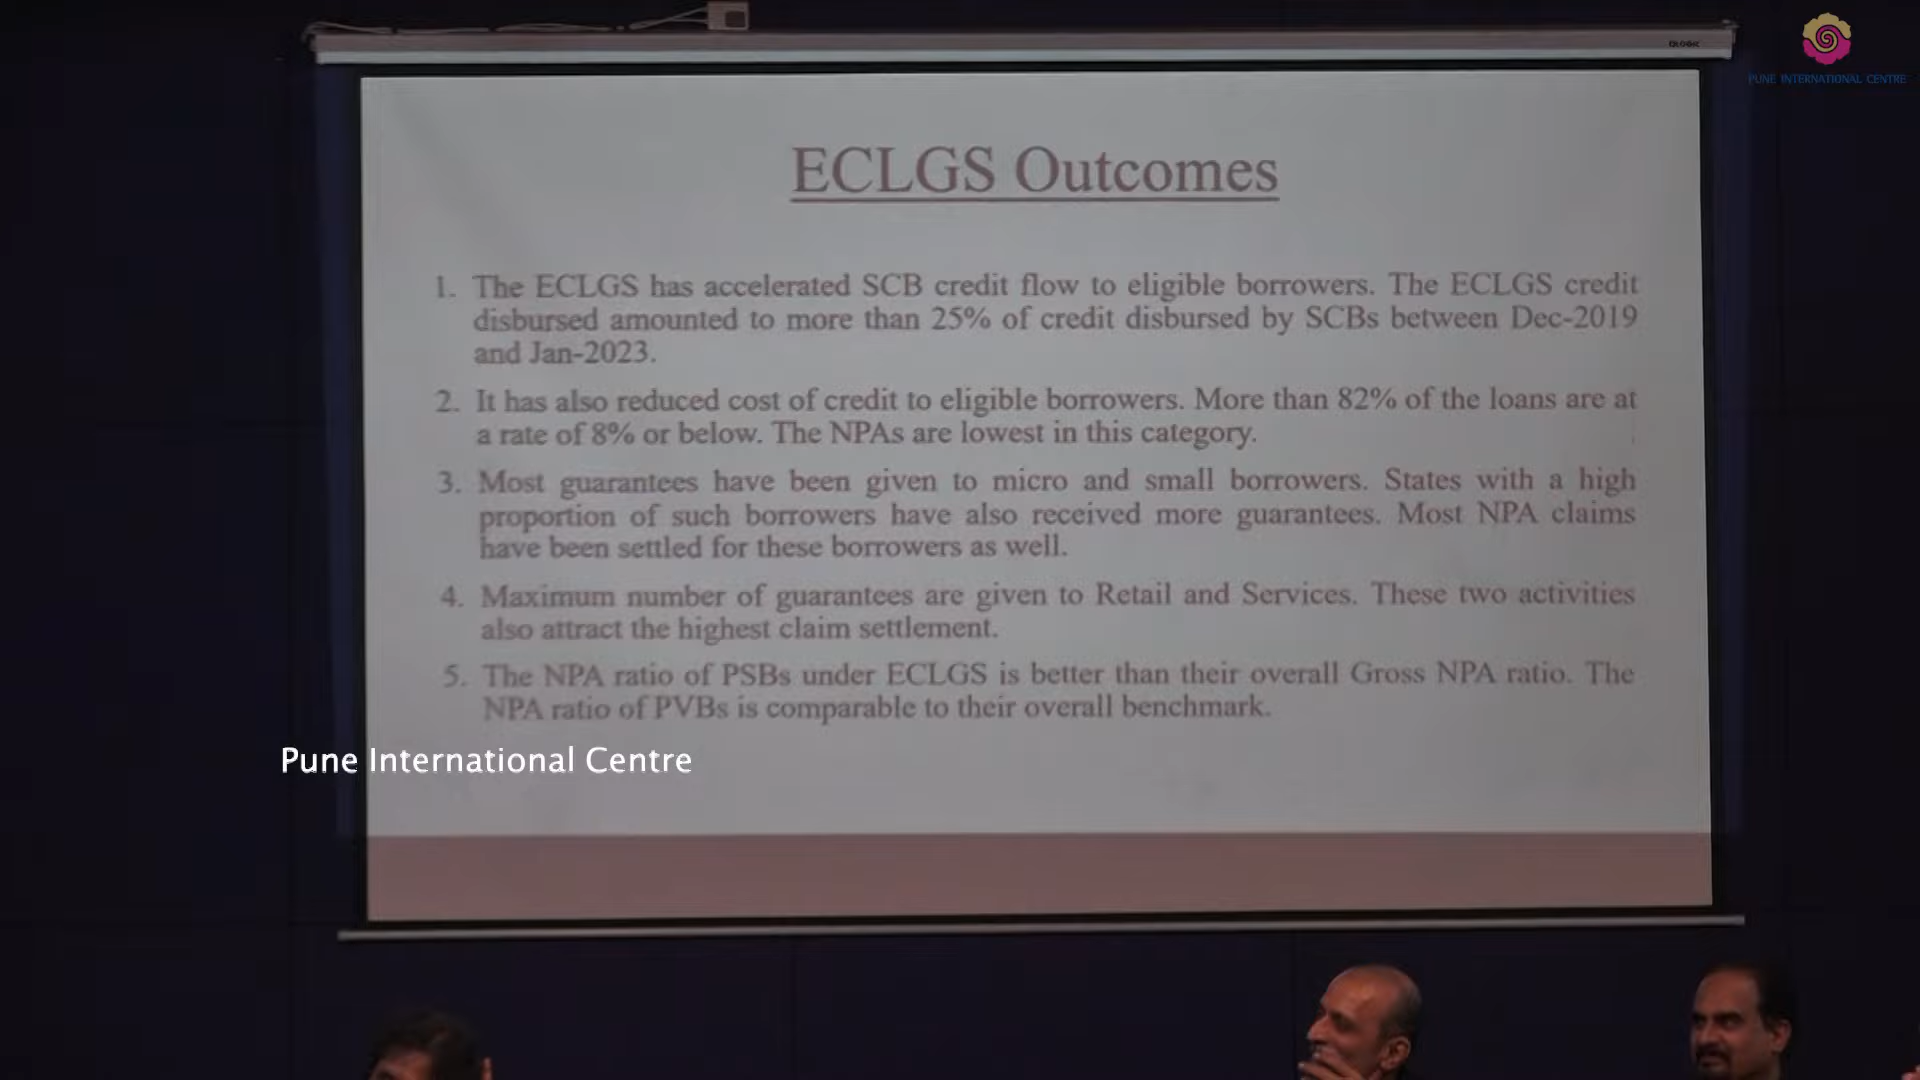 PUNE INTERNATIONAL CENTRE
ECLGS Outcomes
1. The ECLGS has accelerated SCB credit flow to eligible borrowers. The ECLGS credit
disbursed amounted to more than 25% of credit disbursed by SCBs between Dec-2019
and Jan-2023.
2. It has also reduced cost of credit to eligible borrowers. More than 82% of the loans are at
a rate of 8% or below. The NPAs are lowest in this category.
3. Most guarantees have been given to micro and small borrowers. States with a high
proportion of such borrowers have also received more guarantees. Most NPA claims
have been settled for these borrowers as well.
4. Maximum number of guarantees are given to Retail and Services. These two activities
also attract the highest claim settlement.
5. The NPA ratio of PSBs under ECLGS is better than their overall Gross NPA ratio. The
NPA ratio of PVBs is comparable to their overall benchmark.
Pune International Centre